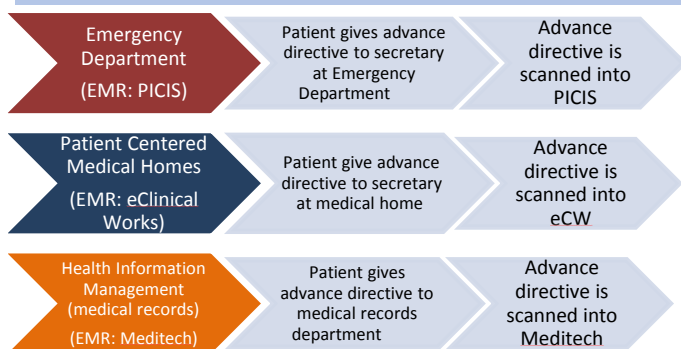 Emergency
Department
(EMR: PICIS)
Patient gives advance
directive to secretary
at Emergency
Department
Advance
directive is
scanned into
PICIS
Patient Centered
Medical Homes
(EMR: eClinical
Works)
Patient give advance
directive to secretary
at medical home
Advance
directive is
scanned into
eCW
Health Information
Management
(medical records)
(EMR: Meditech)
Patient gives
advance directive to
medical records
department
Advance
directive is
scanned into
Meditech